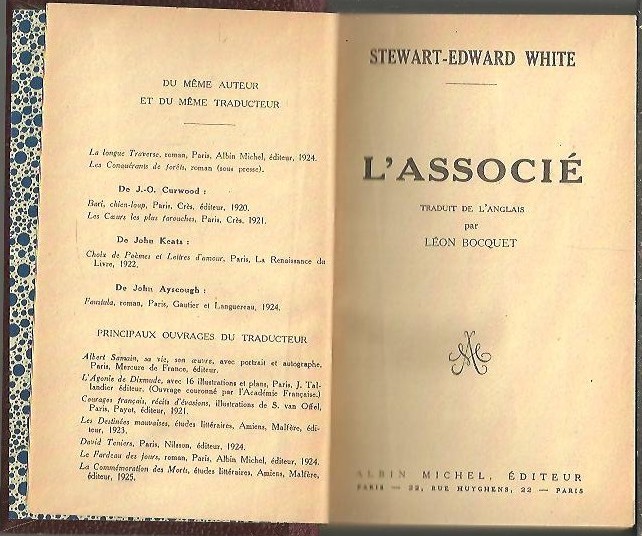 DU MÊME AUTEUR
ET DU MÊME TRADUCTEUR
La longue Traverse, roman, Paris, Albin Michel, éditeur, 1924.
Les Conquérants de forêts, roman (sous presse).
De J.-O. Curwood :
Bari, chien-loup, Paris, Crès, éditeur, 1920.
Les Cœurs les plus farouches, Paris, Crès, 1921.
De John Keats :
Choix de Poèmes et Lettres d'amour, Paris, La Renaissance du
Livre, 1922.
De John Ayscough :
Faustula, roman, Paris, Gautier et Languereau, 1924.
PRINCIPAUX OUVRAGES DU TRADUCTEUR
Albert Samain, sa vie, son œuvre, avec portrait et autographe,
Paris, Mercure de France, éditeur.
L'Agonie de Dixmude, avec 16 illustrations et plans, Paris, J. Tal-
landier éditeur. (Ouvrage couronné par l'Académie Française.)
Courages français, récits d'évasions, illustrations de S. van Offel,
Paris, Payot, éditeur, 1921.
Les Destinées mauvaises, études littéraires, Amiens, Malfère, édi-
teur, 1923.
David Teniers, Paris, Nilsson, éditeur, 1924.
Le Fardeau des jours, roman, Paris, Albin Michel, éditeur, 1924.
La Commémoration des Morts, études littéraires, Amiens, Malfère,
éditeur, 1925.
STEWART-EDWARD WHITE
L'ASSOCIÉ
TRADUIT DE L'ANGLAIS
par
LÉON BOCQUET
AM
ALBIN MICHEL, ÉDITEUR
PARIS — 22, RUE HUYGHENS, 22 — PARIS